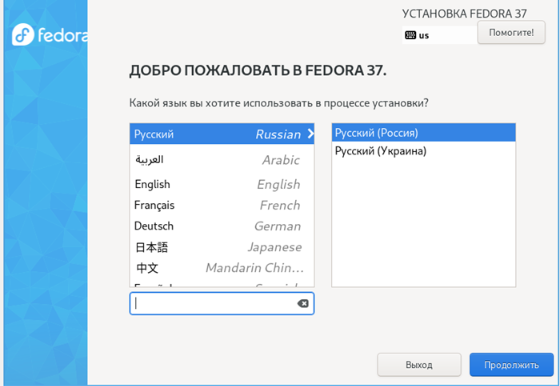 fedora
УСТАНОВКА FEDORA 37
us
Помогите!
ДОБРО ПОЖАЛОВАТЬ В FEDORA 37.
Какой язык вы хотите использовать в процессе установки?
Русский Russian
العربية Arabic
English English
Français French
Deutsch German
日本語 Japanese
中文 Mandarin Chin...
Русский (Россия)
Русский (Украина)
Выход
Продолжить